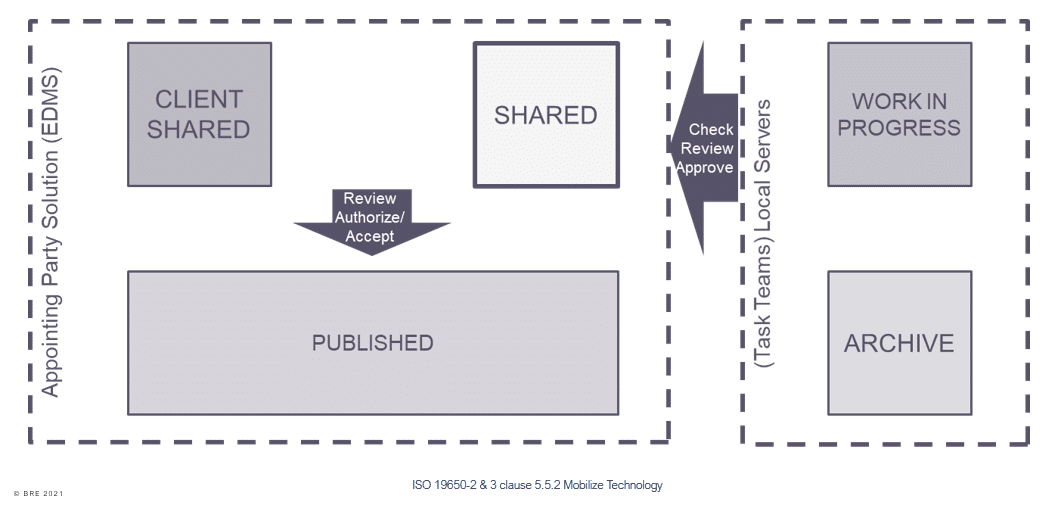 Appointing Party Solution (EDMS)
CLIENT
SHARED
SHARED
Review
Authorize/
Accept
PUBLISHED
Check
Review
Approve
(Task Teams) Local Servers
WORK IN
PROGRESS
ARCHIVE
ISO 19650-2 & 3 clause 5.5.2 Mobilize Technology
© BRE 2021